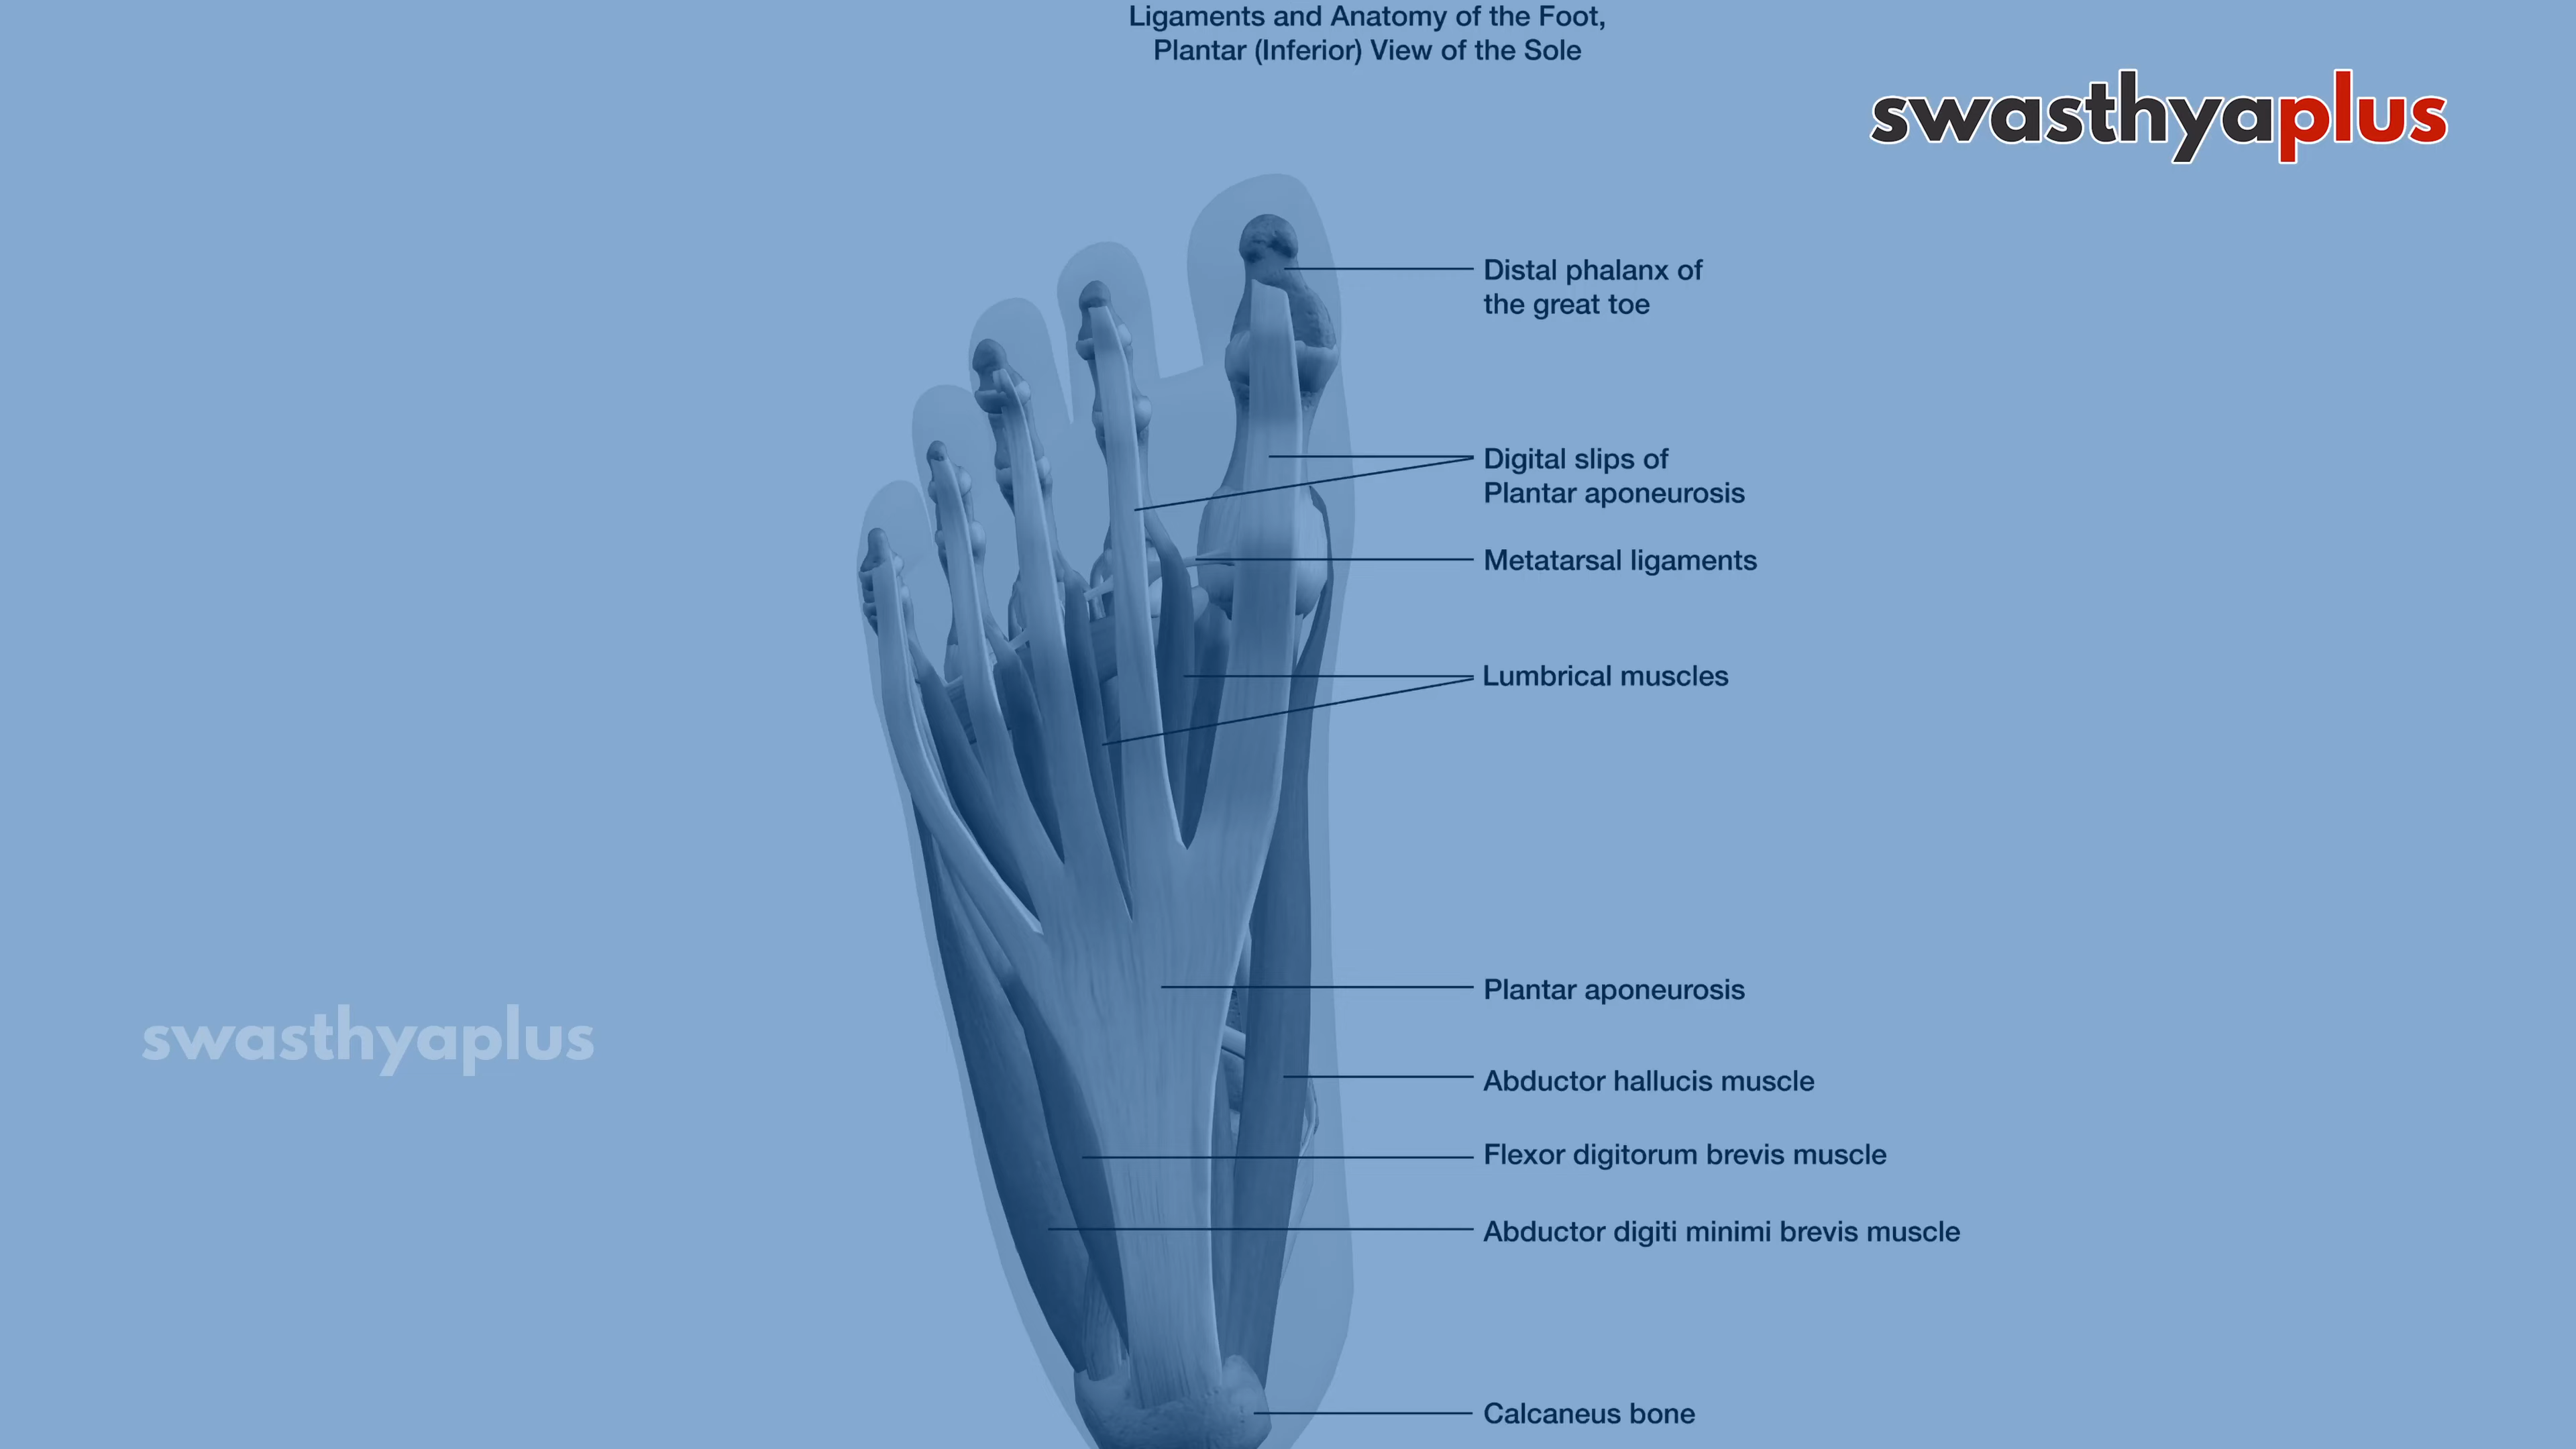 Ligaments and Anatomy of the Foot,
Plantar (Inferior) View of the Sole
swasthyaplus
Distal phalanx of
the great toe
Digital slips of
Plantar aponeurosis
Metatarsal ligaments
Lumbrical muscles
Plantar aponeurosis
swasthyaplus
Abductor hallucis muscle
Flexor digitorum brevis muscle
Abductor digiti minimi brevis muscle
Calcaneus bone